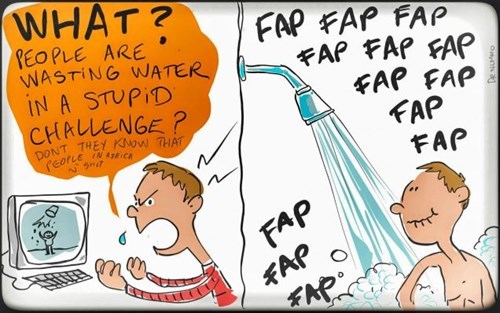 WHAT?
PEOPLE ARE
WASTING WATER
IN A STUPID
CHALLENGE?
DONT THEY KNOW THAT
PEOPLE IN AFRICA
FAP FAP FAP
FAP FAP FAP
FAP FAP
FAP
FAP
FAP
FAP
FAP